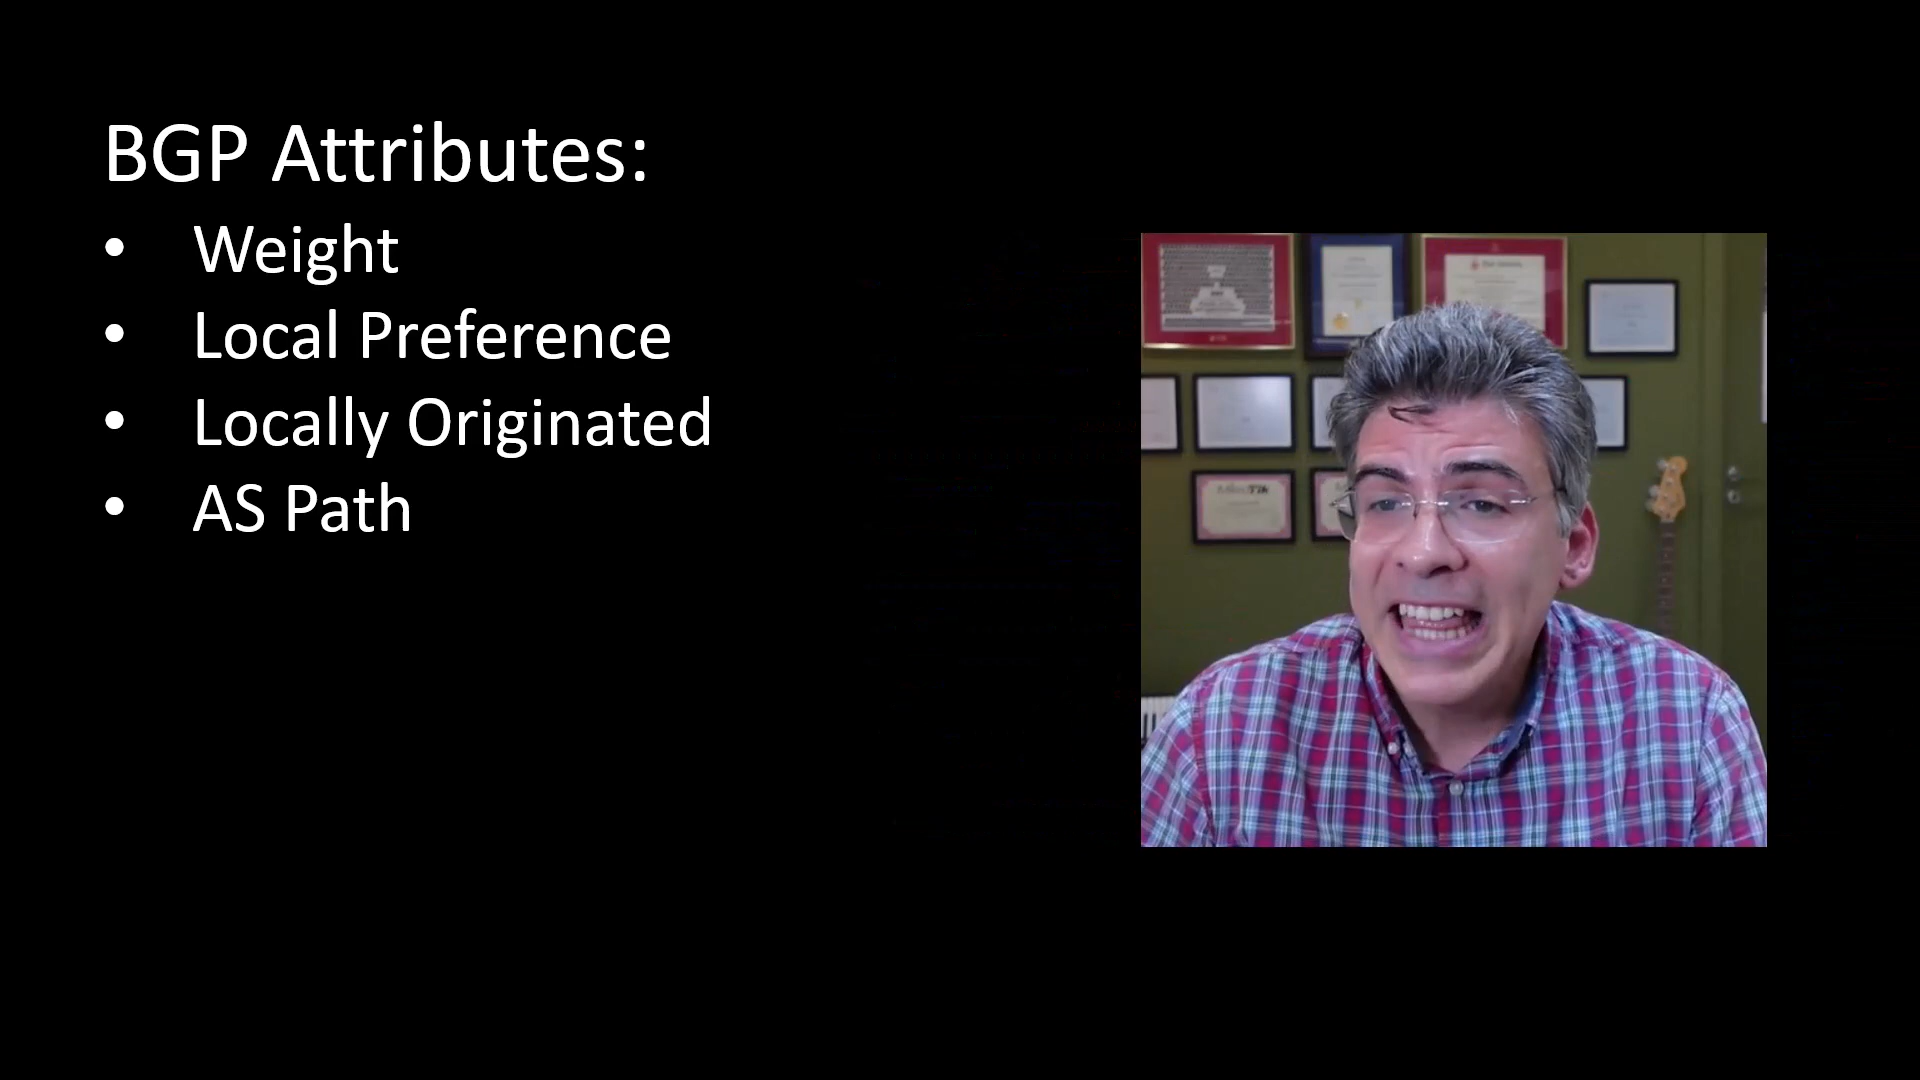 BGP Attributes:
• Weight
• Local Preference
• Locally Originated
• AS Path